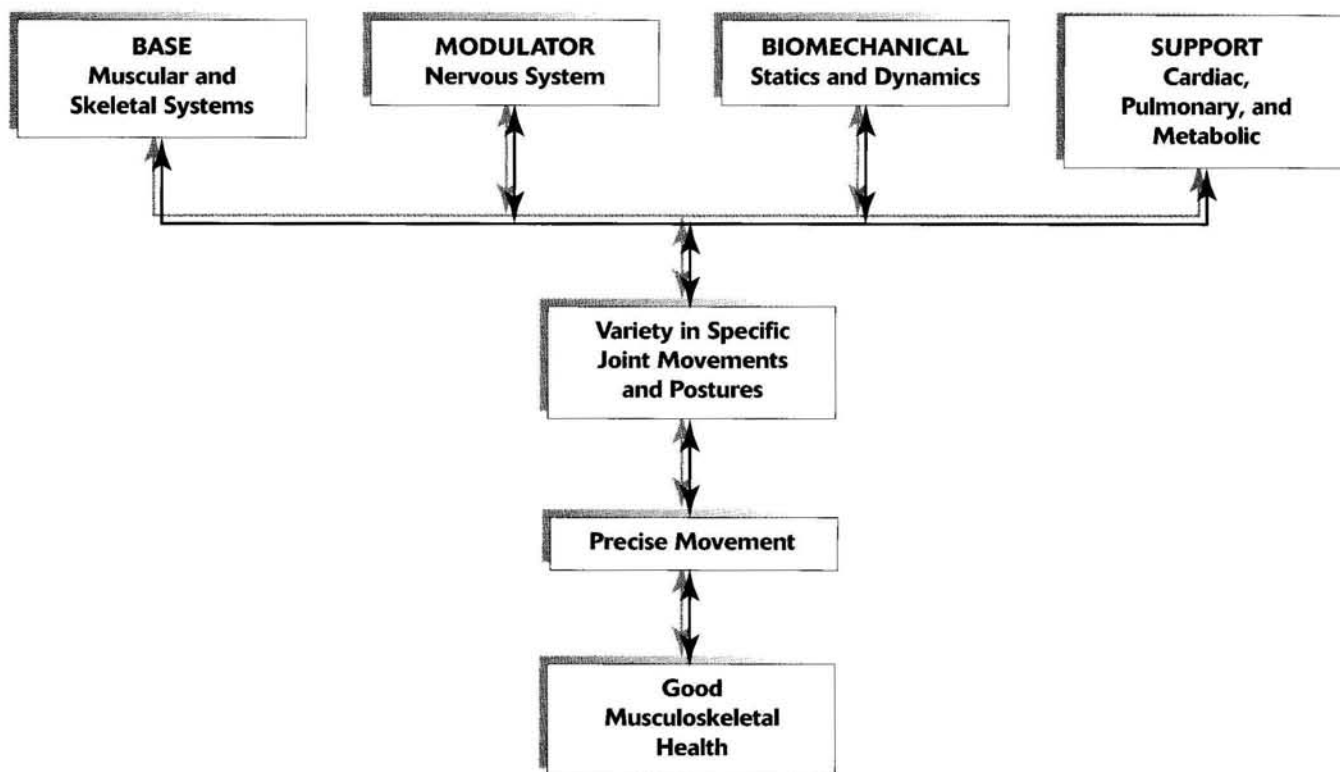 BASE
Muscular and
Skeletal Systems
MODULATOR
Nervous System
BIOMECHANICAL
Statics and Dynamics
SUPPORT
Cardiac,
Pulmonary, and
Metabolic
Variety in Specific
Joint Movements
and Postures
Precise Movement
Good
Musculoskeletal
Health